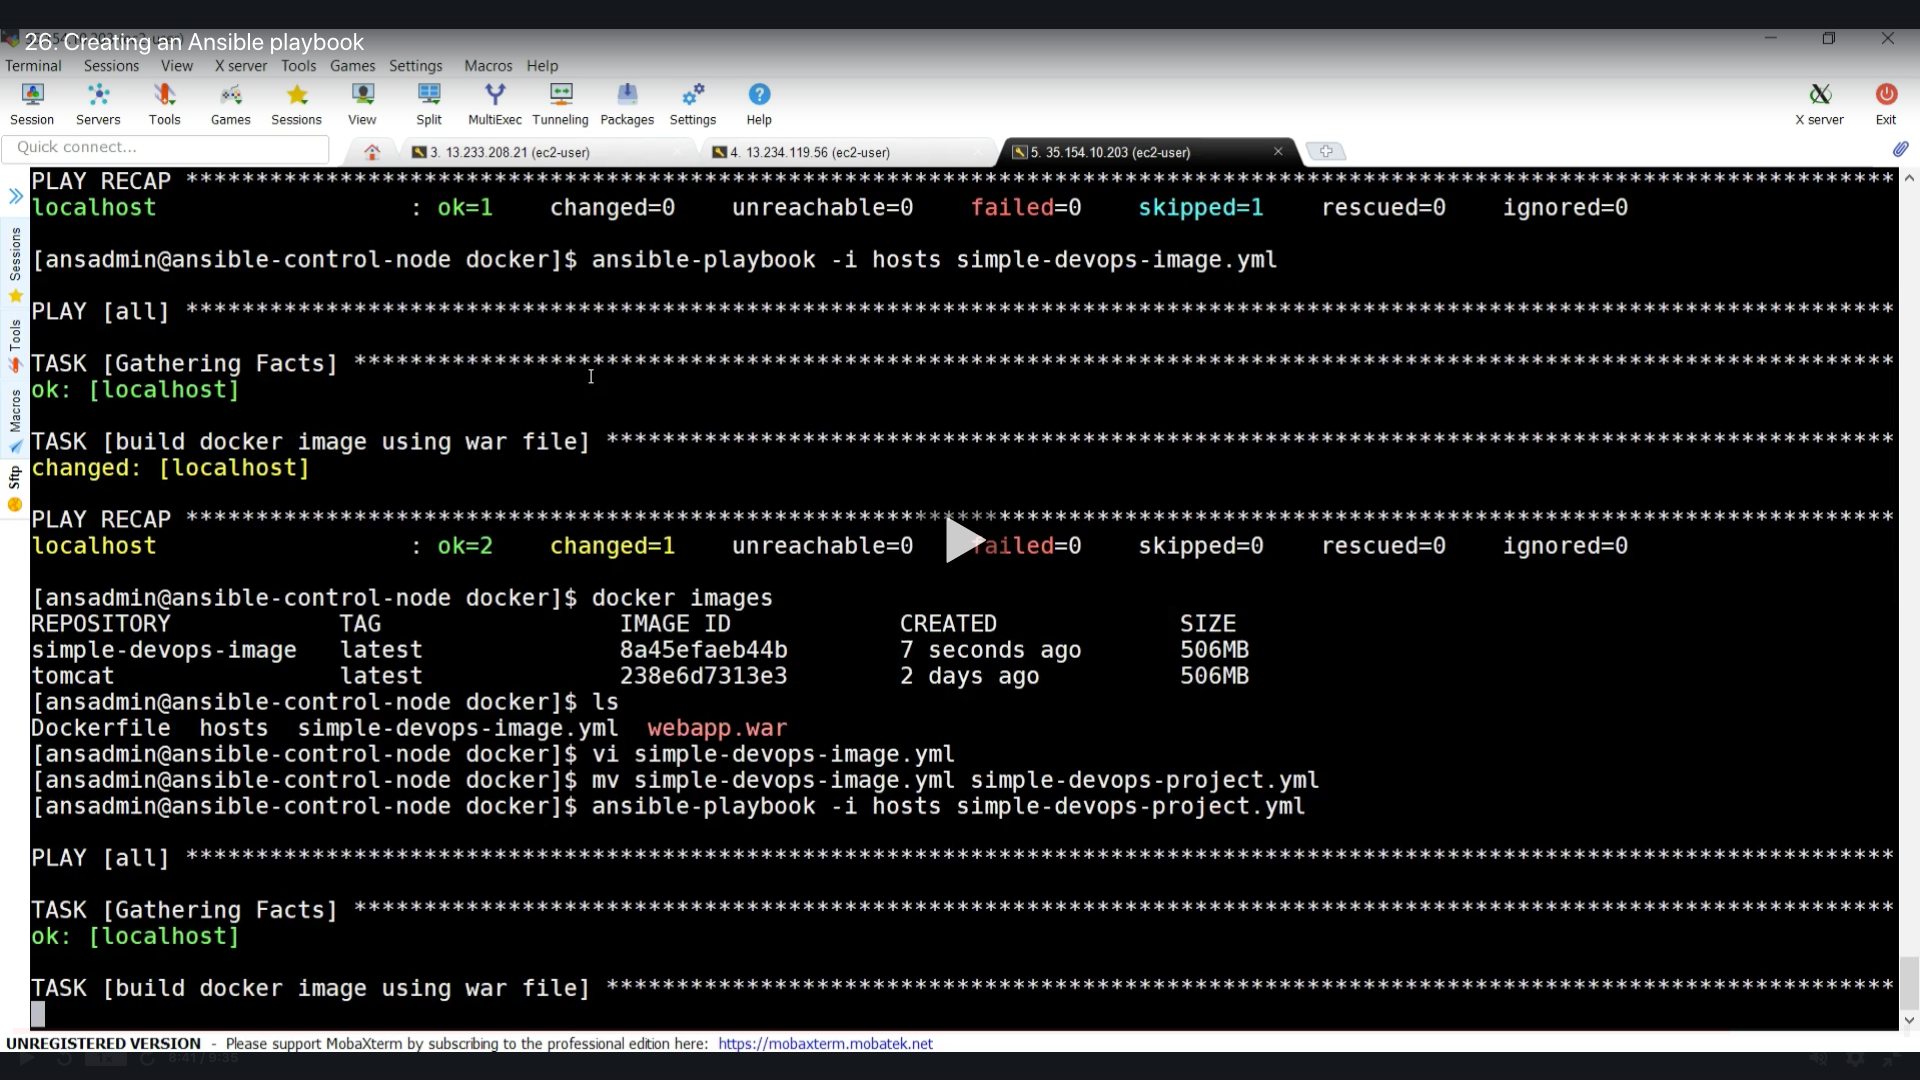 26. Creating an Ansible playbook
Terminal Sessions View X server Tools Games Settings Macros Help
Session Servers Tools Games Sessions View Split MultiExec Tunneling Packages Settings Help X server Exit
Quick connect...
3. 13.233.208.21 (ec2-user)
4. 13.234.119.56 (ec2-user)
5. 35.154.10.203 (ec2-user)
Sessions
Tools
Macros
Sftp
PLAY RECAP **************************************************************************************************************************
localhost : ok=1 changed=0 unreachable=0 failed=0 skipped=1 rescued=0 ignored=0
[ansadmin@ansible-control-node docker]$ ansible-playbook -i hosts simple-devops-image.yml
PLAY [all] **************************************************************************************************************************
TASK [Gathering Facts] **************************************************************************************************************
ok: [localhost]
TASK [build docker image using war file] ********************************************************************************************
changed: [localhost]
PLAY RECAP **************************************************************************************************************************
localhost : ok=2 changed=1 unreachable=0 failed=0 skipped=0 rescued=0 ignored=0
[ansadmin@ansible-control-node docker]$ docker images
REPOSITORY TAG IMAGE ID CREATED SIZE
simple-devops-image latest 8a45efaeb44b 7 seconds ago 506MB
tomcat latest 238e6d7313e3 2 days ago 506MB
[ansadmin@ansible-control-node docker]$ ls
Dockerfile hosts simple-devops-image.yml webapp.war
[ansadmin@ansible-control-node docker]$ vi simple-devops-image.yml
[ansadmin@ansible-control-node docker]$ mv simple-devops-image.yml simple-devops-project.yml
[ansadmin@ansible-control-node docker]$ ansible-playbook -i hosts simple-devops-project.yml
PLAY [all] **************************************************************************************************************************
TASK [Gathering Facts] **************************************************************************************************************
ok: [localhost]
TASK [build docker image using war file] ********************************************************************************************
UNREGISTERED VERSION - Please support MobaXterm by subscribing to the professional edition here: https://mobaxterm.mobatek.net
8:41 / 9:35